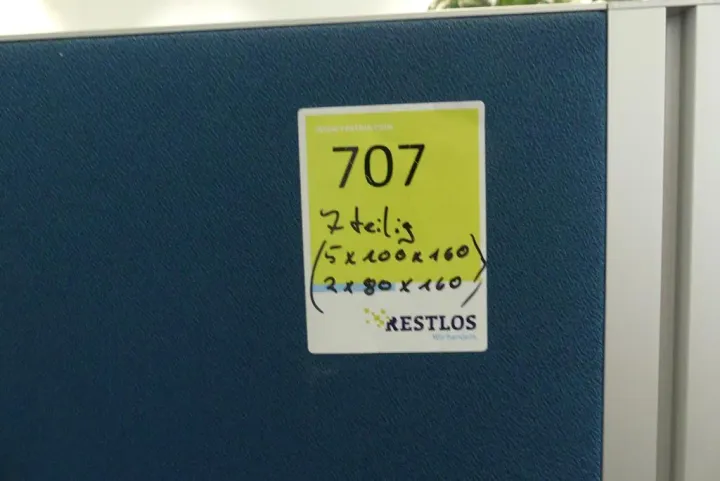 707
7 teilig
(5 x 100 x 160)
2 x 80 x 160
RESTLOS